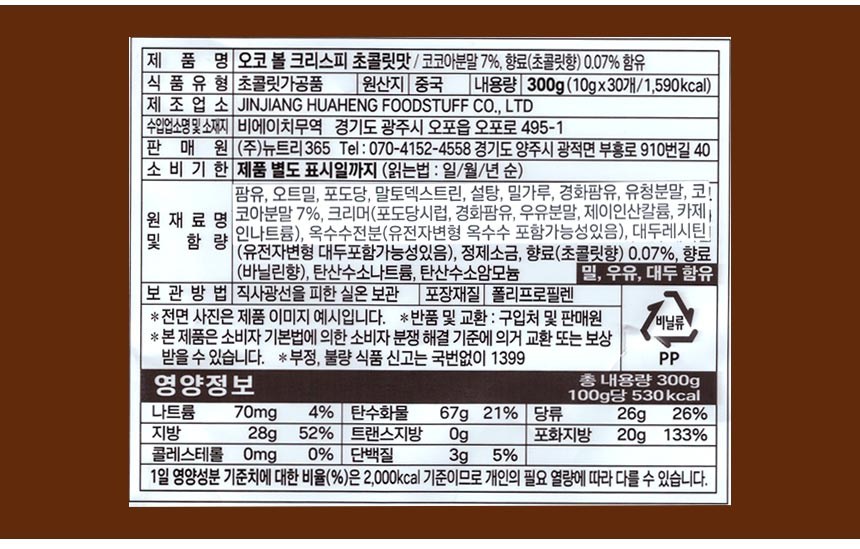 제 품 명 오코 볼 크리스피 초콜릿맛 / 코코아분말 7%, 향료(초콜릿향) 0.07% 함유
식 품 유 형 초콜릿가공품 원산지 중국 내용량 300g (10g x 30개/1,590kcal)
제 조 업 소 JINJIANG HUAHENG FOODSTUFF CO., LTD
수입업소명 및 소재지 비에이치무역 경기도 광주시 오포읍 오포로 495-1
판 매 원 (주)뉴트리365 Tel : 070-4152-4558 경기도 양주시 광적면 부흥로 910번길 40
소 비 기 한 제품 별도 표시일까지 (읽는법 : 일/월/년 순)
원 재 료 명 및 함 량 팜유, 오트밀, 포도당, 말토덱스트린, 설탕, 밀가루, 경화팜유, 유청분말, 코
코아분말 7%, 크리머(포도당시럽, 경화팜유, 우유분말, 제이인산칼륨, 카제
인나트륨), 옥수수전분(유전자변형 옥수수 포함가능성있음), 대두레시틴
(유전자변형 대두포함가능성있음), 정제소금, 향료(초콜릿향) 0.07%, 향료
(바닐린향), 탄산수소나트륨, 탄산수소암모늄 밀, 우유, 대두 함유
보 관 방 법 직사광선을 피한 실온 보관 포장재질 폴리프로필렌
*전면 사진은 제품 이미지 예시입니다. *반품 및 교환 : 구입처 및 판매원
*본 제품은 소비자 기본법에 의한 소비자 분쟁 해결 기준에 의거 교환 또는 보상
받을 수 있습니다. *부정, 불량 식품 신고는 국번없이 1399
비닐류
PP
영양정보 총 내용량 300g
100g당 530kcal
나트륨 70mg 4% 탄수화물 67g 21% 당류 26g 26%
지방 28g 52% 트랜스지방 0g 포화지방 20g 133%
콜레스테롤 0mg 0% 단백질 3g 5%
1일 영양성분 기준치에 대한 비율(%)은 2,000kcal 기준이므로 개인의 필요 열량에 따라 다를 수 있습니다.